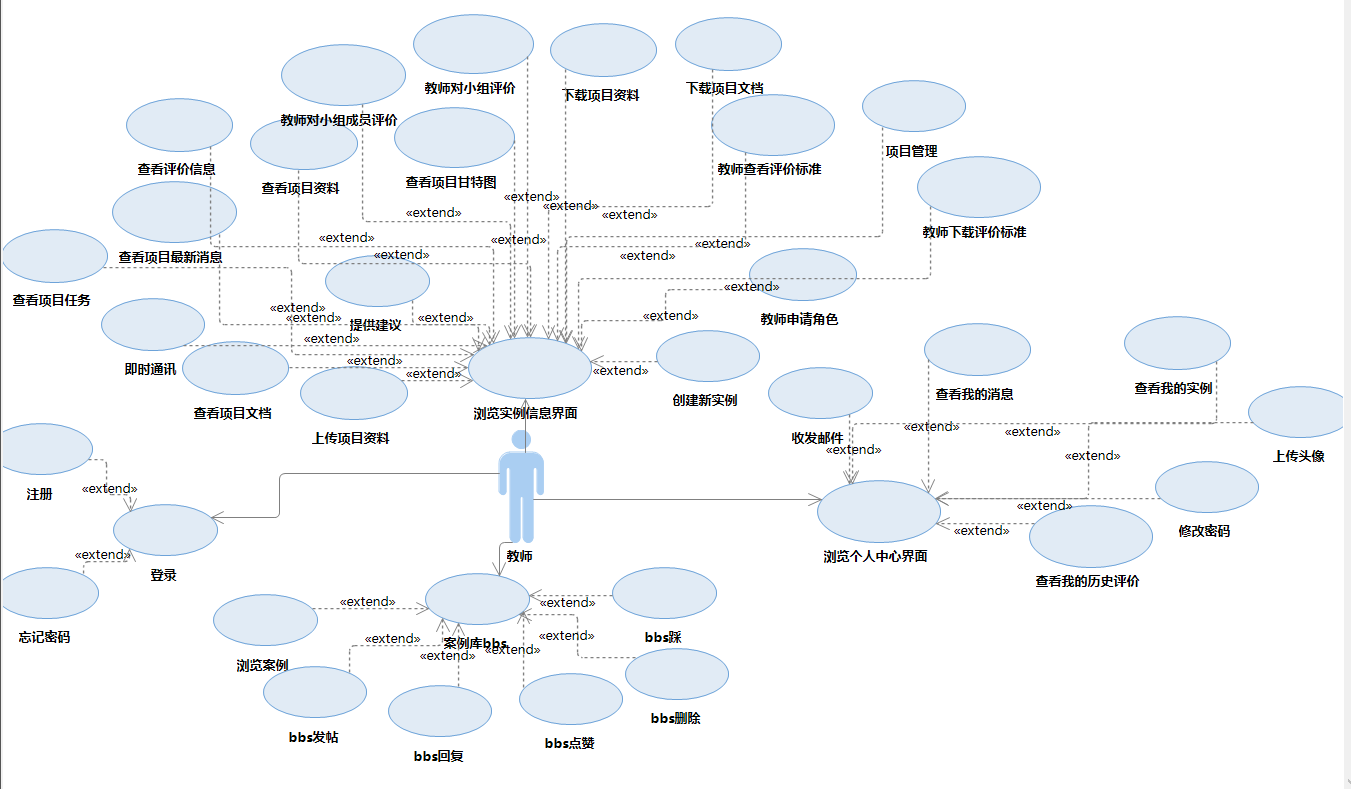 教师对小组评价
下载项目资料
下载项目文档
教师对小组成员评价
查看评价信息
查看项目资料
查看项目甘特图
教师查看评价标准
项目管理
«extend»
«extend»
«extend»
«extend»
教师下载评价标准
«extend»
«extend»
«extend»
«extend»
«extend»
查看项目最新消息
查看项目任务
«extend»
«extend»
«extend»
«extend»
«extend»
教师申请角色
提供建议
«extend»
即时通讯
«extend»
«extend»
«extend»
查看项目文档
上传项目资料
浏览实例信息界面
创建新实例
查看我的消息
查看我的实例
收发邮件
«extend»
«extend»
«extend»
«extend»
上传头像
注册
«extend»
«extend»
修改密码
«extend»
登录
«extend»
忘记密码
教师
浏览个人中心界面
查看我的历史评价
«extend»
«extend»
bbs踩
«extend»
案例库bbs
«extend»
«extend»
«extend»
浏览案例
bbs发帖
bbs回复
bbs点赞
bbs删除